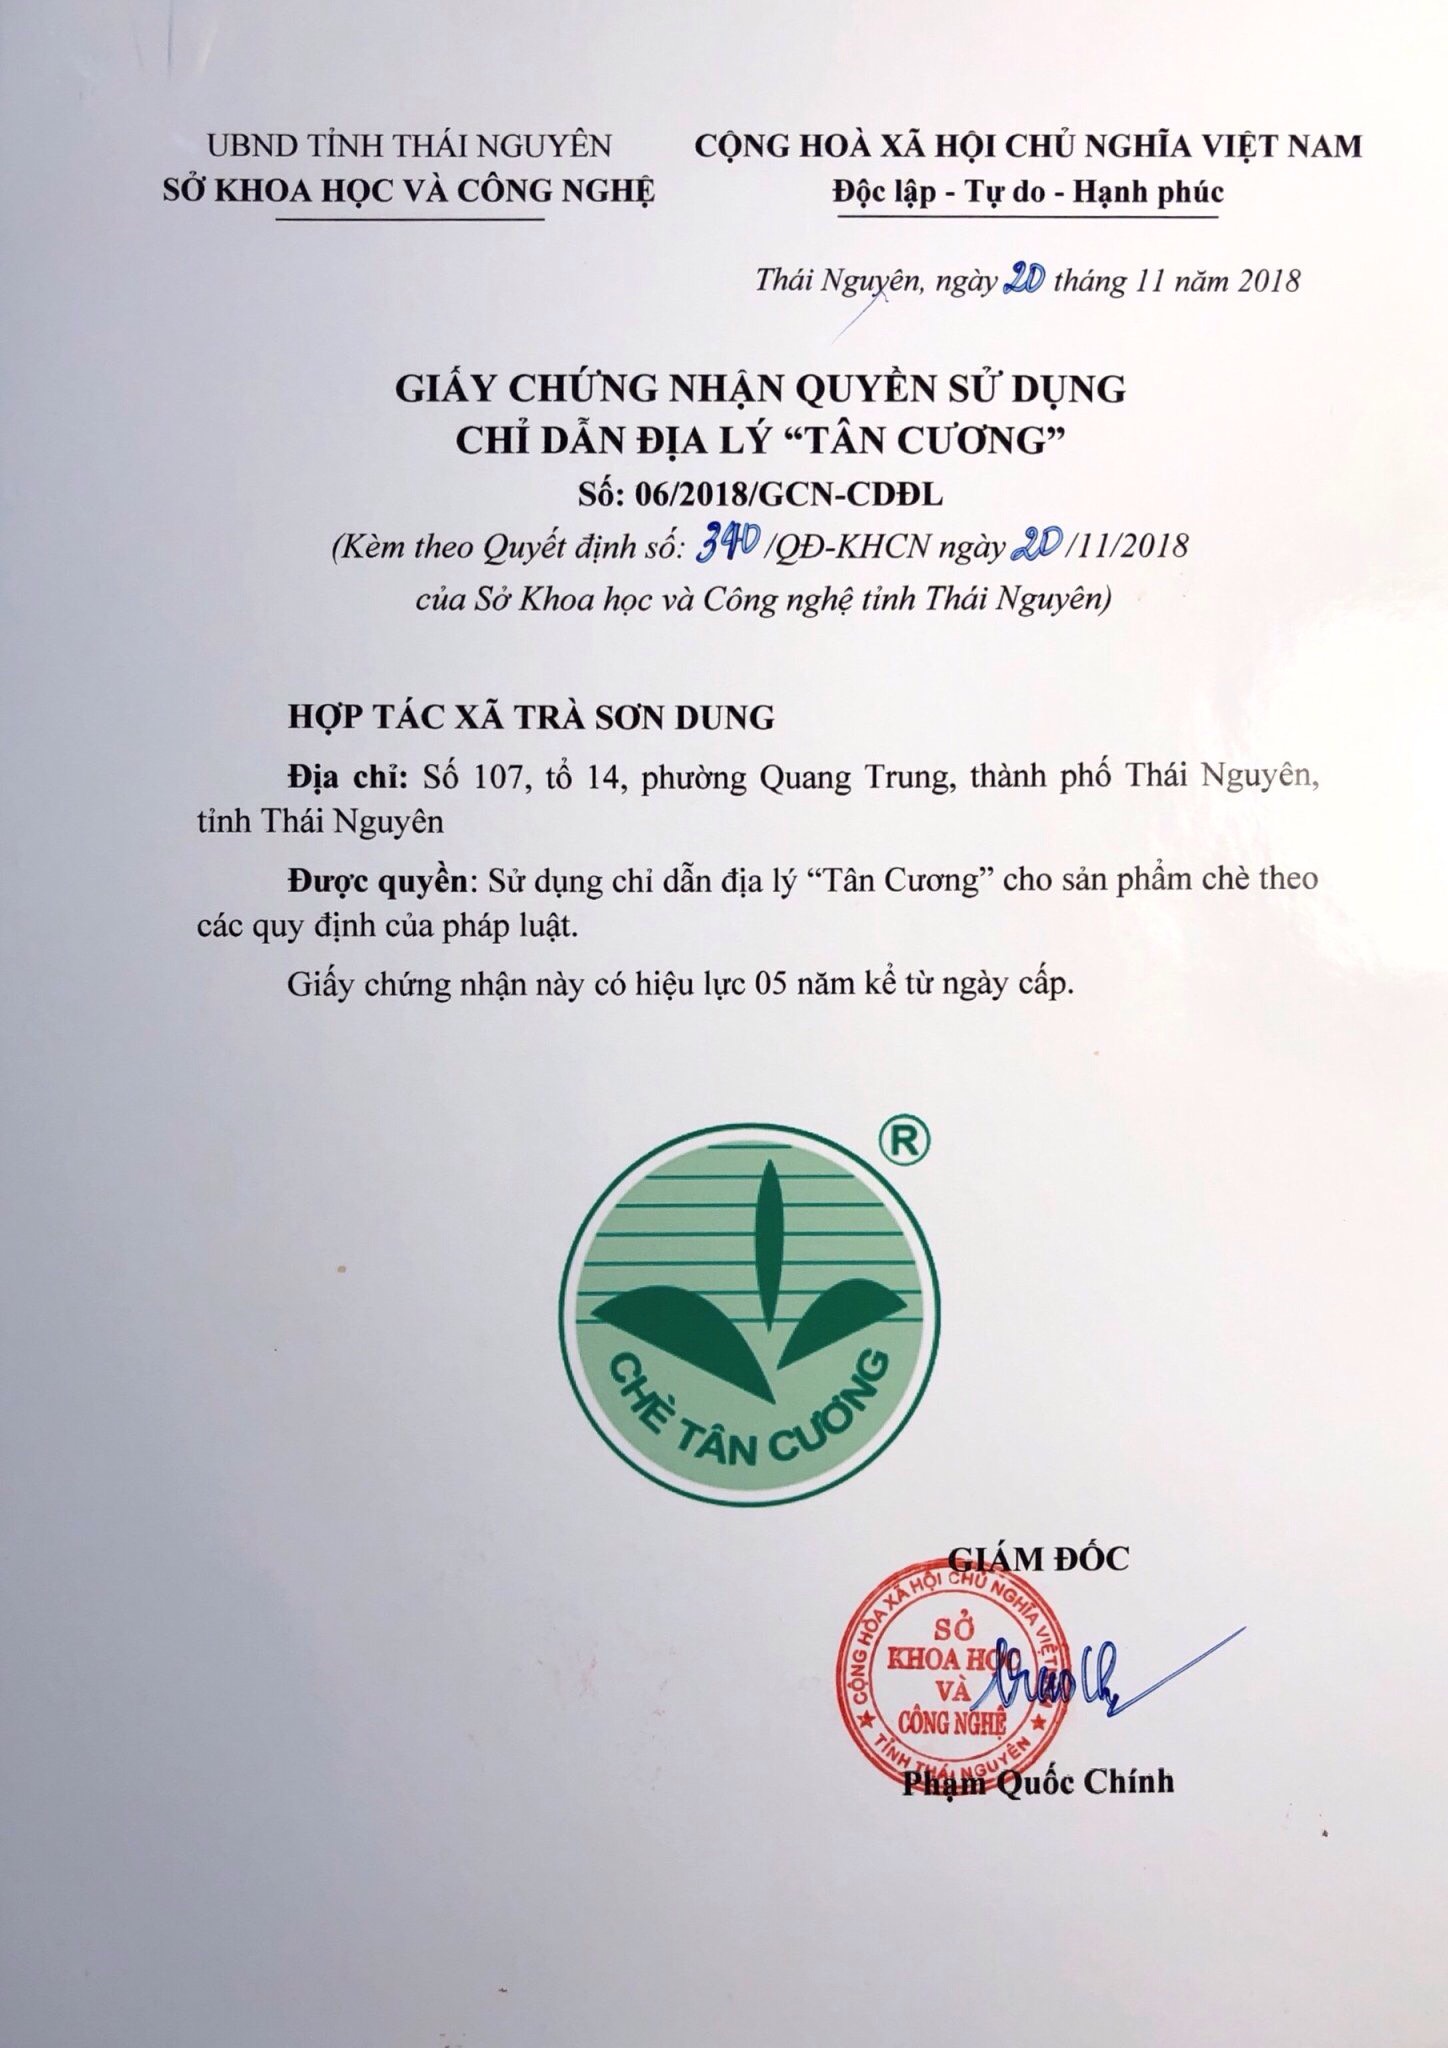 UBND TỈNH THÁI NGUYÊN
SỞ KHOA HỌC VÀ CÔNG NGHỆ
CỘNG HOÀ XÃ HỘI CHỦ NGHĨA VIỆT NAM
Độc lập - Tự do - Hạnh phúc
Thái Nguyên, ngày 20 tháng 11 năm 2018
GIẤY CHỨNG NHẬN QUYỀN SỬ DỤNG
CHỈ DẪN ĐỊA LÝ “TÂN CƯƠNG”
Số: 06/2018/GCN-CDĐL
(Kèm theo Quyết định số: 340/QĐ-KHCN ngày 20/11/2018
của Sở Khoa học và Công nghệ tỉnh Thái Nguyên)
HỢP TÁC XÃ TRÀ SƠN DUNG
Địa chỉ: Số 107, tổ 14, phường Quang Trung, thành phố Thái Nguyên,
tỉnh Thái Nguyên
Được quyền: Sử dụng chỉ dẫn địa lý “Tân Cương” cho sản phẩm chè theo
các quy định của pháp luật.
Giấy chứng nhận này có hiệu lực 05 năm kể từ ngày cấp.
®
CHÈ TÂN CƯƠNG
GIÁM ĐỐC
CỘNG HÒA XÃ HỘI CHỦ NGHĨA VIỆT NAM
SỞ
KHOA HỌC
VÀ
CÔNG NGHỆ
★ TỈNH THÁI NGUYÊN ★
Phạm Quốc Chính